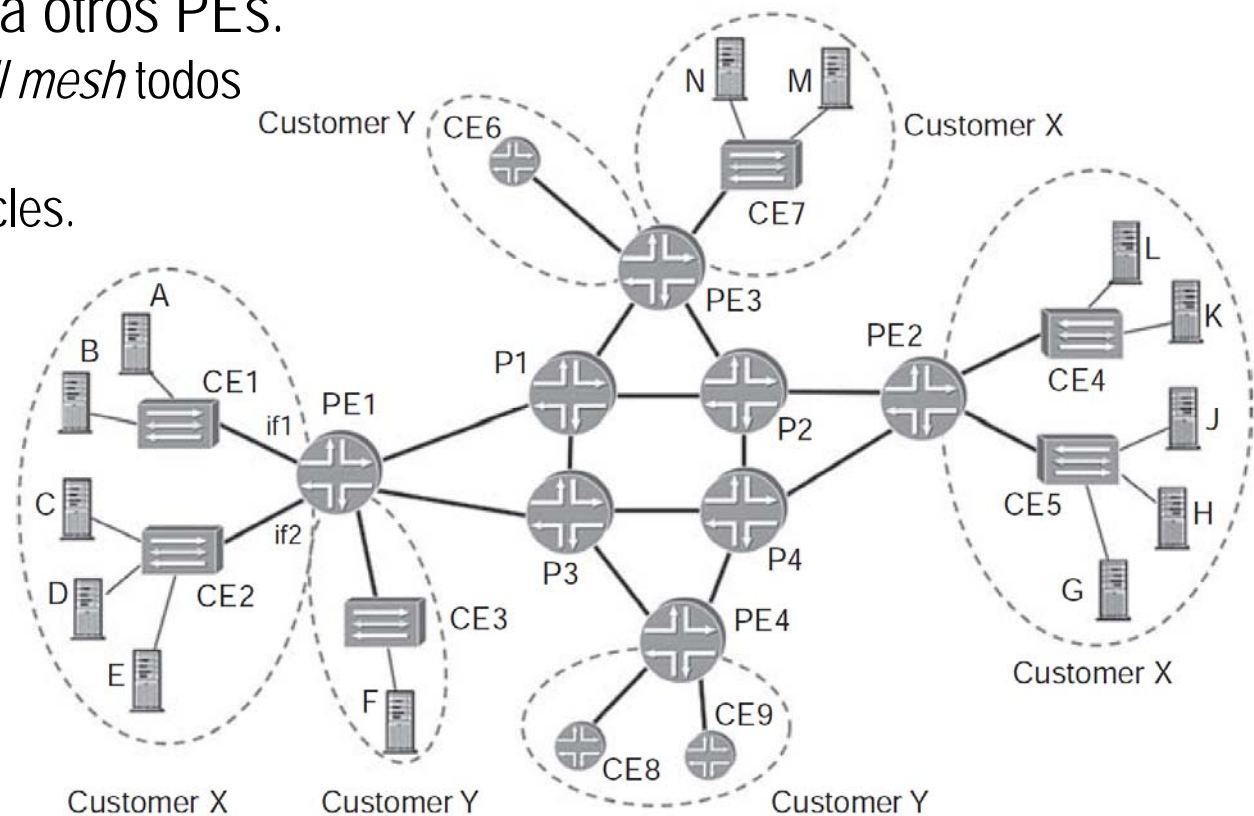 a otros PEs.
mesh todos
Customer Y
CE6
N
M
Customer X
CE7
cles.
PE3
L
K
A
B
CE1
if1
PE1
P1
P2
PE2
CE4
J
H
G
CE5
C
D
E
if2
CE2
P3
P4
CE3
F
PE4
CE8
CE9
Customer X
Customer X
Customer Y
Customer Y